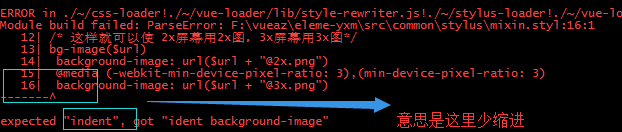 ERROR in ./~/css-loader!./~/vue-loader/lib/style-rewriter.js!./~/stylus-loader!./~/vue-lo
Module build failed: ParseError: F:\vueaz\eleme-yxm\src\common\stylus\mixin.styl:16:1
12| /* 这样就可以使 2x屏幕用2x图，3x屏幕用3x图*/
13| bg-image($url)
14|   background-image: url($url + "@2x.png")
15|   @media (-webkit-min-device-pixel-ratio: 3),(min-device-pixel-ratio: 3)
16|   background-image: url($url + "@3x.png")
-------^
expected "indent", got "ident background-image"
意思是这里少缩进